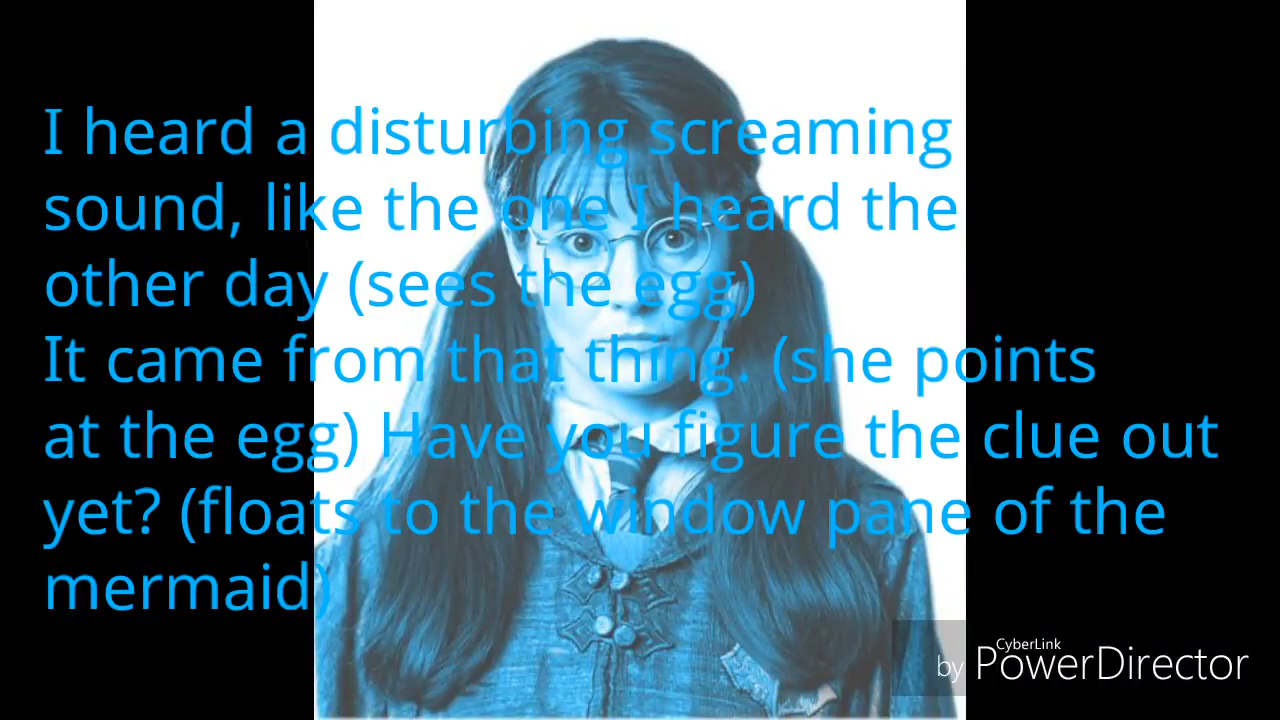 I heard a disturbing screaming
sound, like the one I heard the
other day (sees the egg)
It came from that thing. (she points
at the egg) Have you figure the clue out
yet? (floats to the window pane of the
mermaid)
CyberLink
by PowerDirector